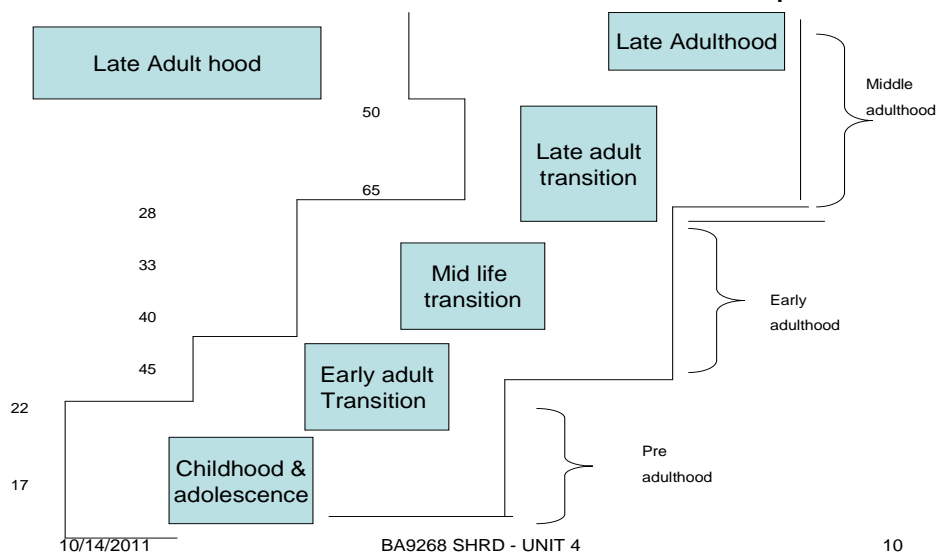 Late Adult hood
Late Adulthood
Middle
adulthood
50
Late adult
transition
65
28
33
Mid life
transition
40
Early
adulthood
45
Early adult
Transition
22
Childhood &
adolescence
Pre
adulthood
17
10/14/2011
BA9268 SHRD - UNIT 4
10